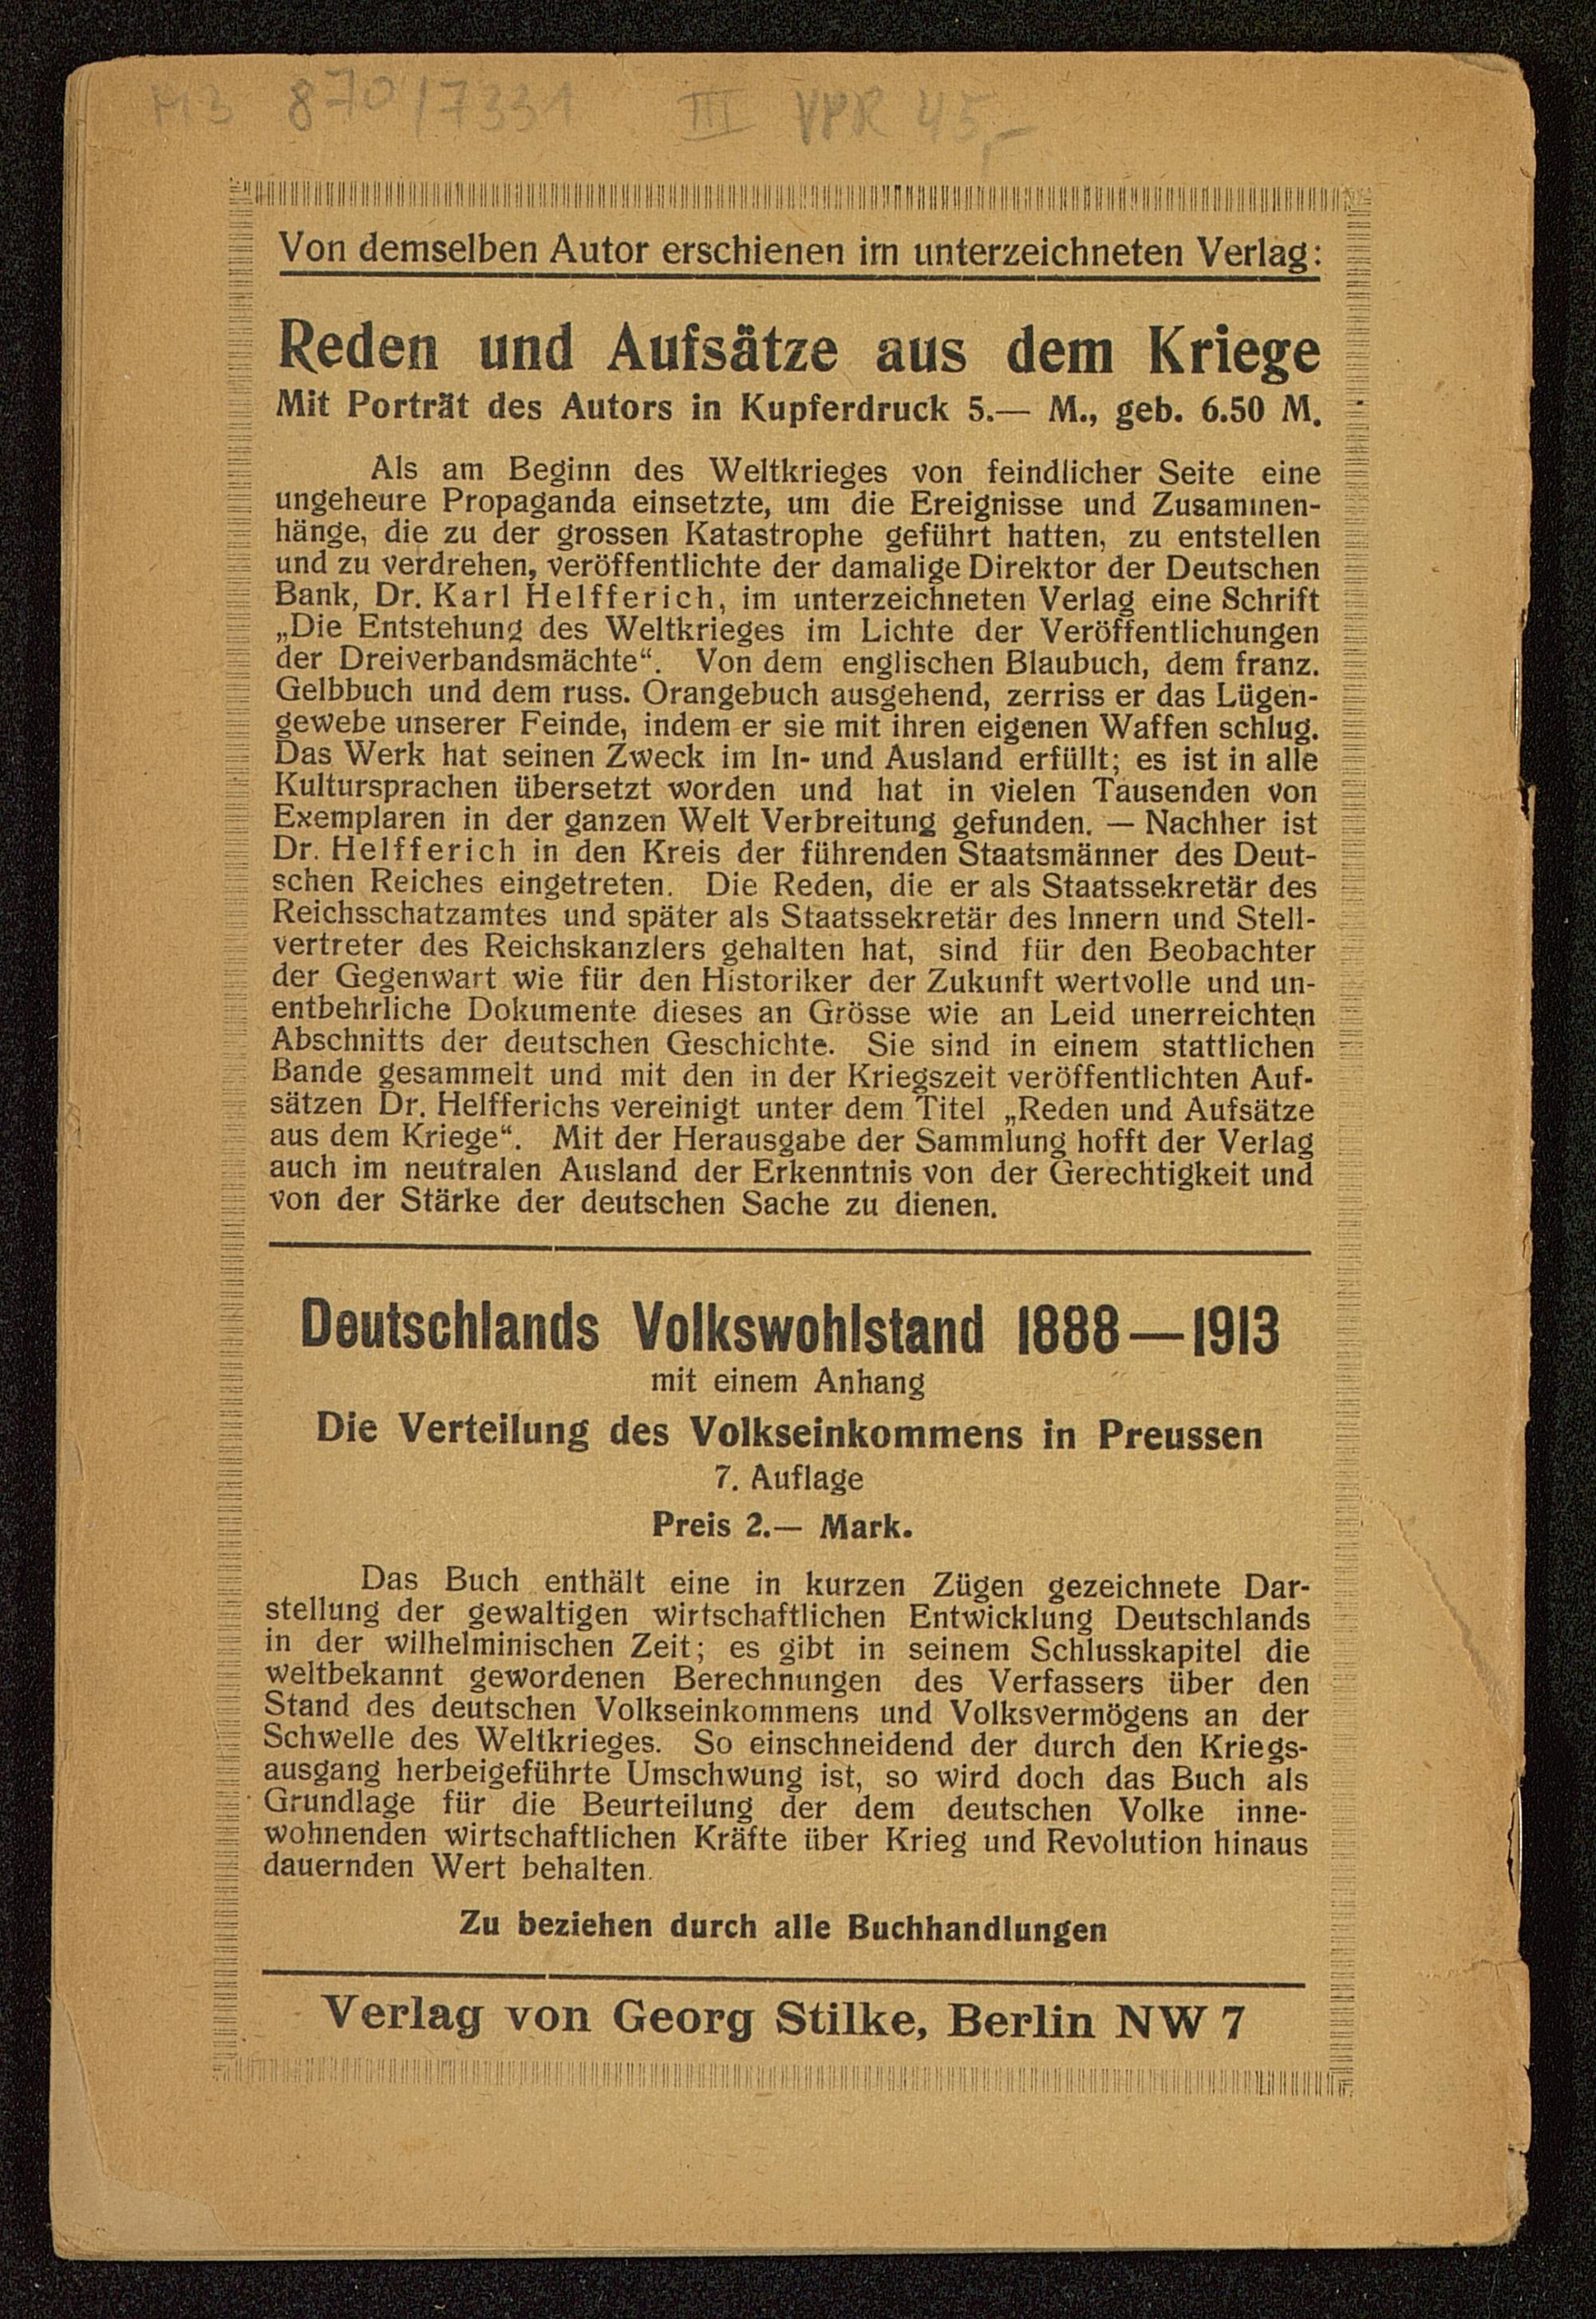 870/7331 III VPR 45,-
Von demselben Autor erschienen im unterzeichneten Verlag:
Reden und Aufsätze aus dem Kriege
Mit Porträt des Autors in Kupferdruck 5.— M., geb. 6.50 M.
Als am Beginn des Weltkrieges von feindlicher Seite eine
ungeheure Propaganda einsetzte, um die Ereignisse und Zusammen-
hänge, die zu der grossen Katastrophe geführt hatten, zu entstellen
und zu verdrehen, veröffentlichte der damalige Direktor der Deutschen
Bank, Dr. Karl Helfferich, im unterzeichneten Verlag eine Schrift
„Die Entstehung des Weltkrieges im Lichte der Veröffentlichungen
der Dreiverbandsmächte“. Von dem englischen Blaubuch, dem franz.
Gelbbuch und dem russ. Orangebuch ausgehend, zerriss er das Lügen-
gewebe unserer Feinde, indem er sie mit ihren eigenen Waffen schlug.
Das Werk hat seinen Zweck im In- und Ausland erfüllt; es ist in alle
Kultursprachen übersetzt worden und hat in vielen Tausenden von
Exemplaren in der ganzen Welt Verbreitung gefunden. — Nachher ist
Dr. Helfferich in den Kreis der führenden Staatsmänner des Deut-
schen Reiches eingetreten. Die Reden, die er als Staatssekretär des
Reichsschatzamtes und später als Staatssekretär des Innern und Stell-
vertreter des Reichskanzlers gehalten hat, sind für den Beobachter
der Gegenwart wie für den Historiker der Zukunft wertvolle und un-
entbehrliche Dokumente dieses an Grösse wie an Leid unerreichten
Abschnitts der deutschen Geschichte. Sie sind in einem stattlichen
Bande gesammelt und mit den in der Kriegszeit veröffentlichten Auf-
sätzen Dr. Helfferichs vereinigt unter dem Titel „Reden und Aufsätze
aus dem Kriege“. Mit der Herausgabe der Sammlung hofft der Verlag
auch im neutralen Ausland der Erkenntnis von der Gerechtigkeit und
von der Stärke der deutschen Sache zu dienen.
Deutschlands Volkswohlstand 1888—1913
mit einem Anhang
Die Verteilung des Volkseinkommens in Preussen
7. Auflage
Preis 2.— Mark.
Das Buch enthält eine in kurzen Zügen gezeichnete Dar-
stellung der gewaltigen wirtschaftlichen Entwicklung Deutschlands
in der wilhelminischen Zeit; es gibt in seinem Schlusskapitel die
weltbekannt gewordenen Berechnungen des Verfassers über den
Stand des deutschen Volkseinkommens und Volksvermögens an der
Schwelle des Weltkrieges. So einschneidend der durch den Kriegs-
ausgang herbeigeführte Umschwung ist, so wird doch das Buch als
Grundlage für die Beurteilung der dem deutschen Volke inne-
wohnenden wirtschaftlichen Kräfte über Krieg und Revolution hinaus
dauernden Wert behalten.
Zu beziehen durch alle Buchhandlungen
Verlag von Georg Stilke, Berlin NW 7